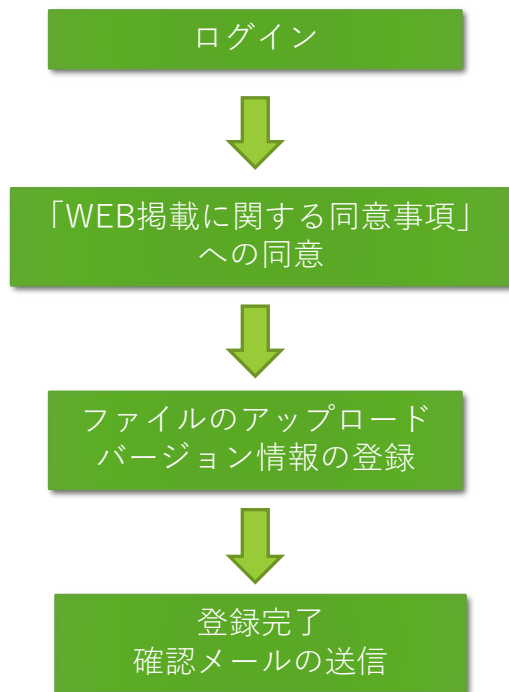 ログイン
「WEB掲載に関する同意事項」
への同意
ファイルのアップロード
バージョン情報の登録
登録完了
確認メールの送信